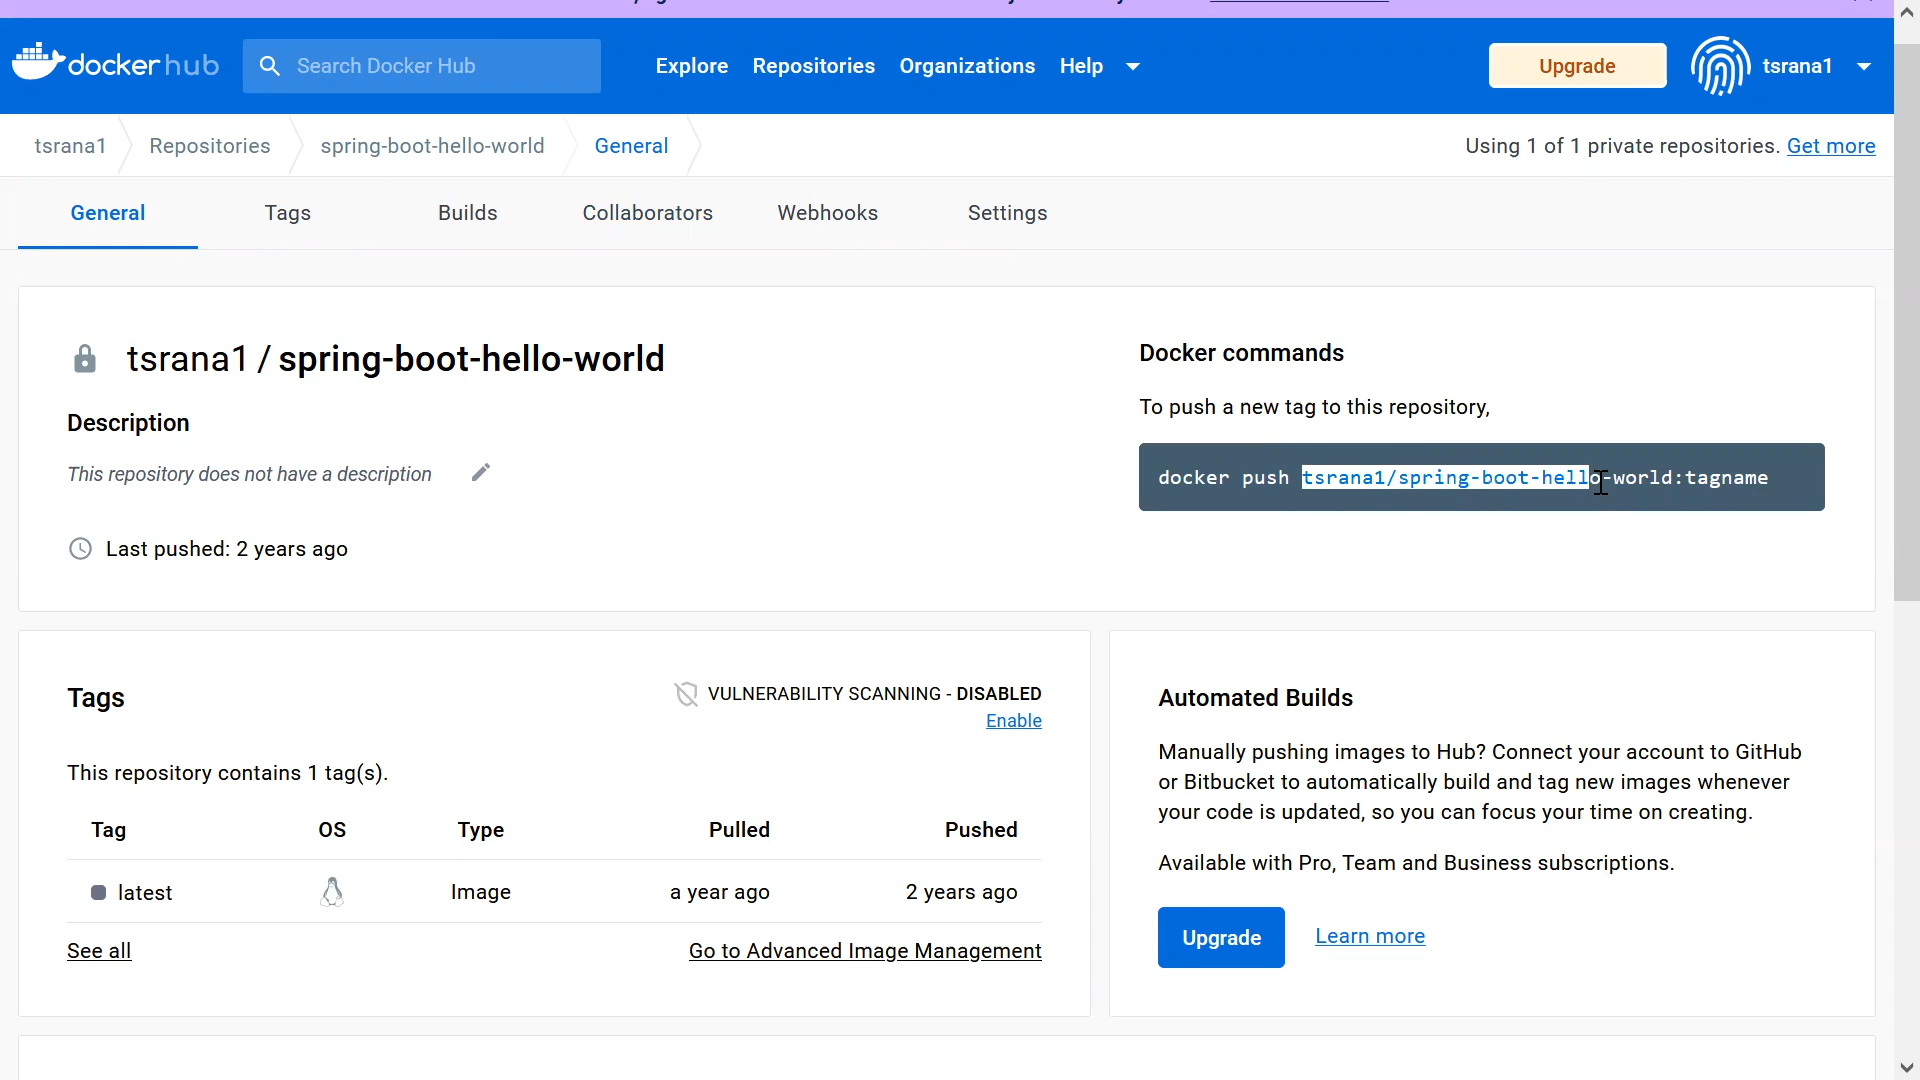 dockerhub
Search Docker Hub
Explore
Repositories
Organizations
Help
Upgrade
tsrana1
tsrana1
Repositories
spring-boot-hello-world
General
Using 1 of 1 private repositories. Get more
General
Tags
Builds
Collaborators
Webhooks
Settings
tsrana1 / spring-boot-hello-world
Description
This repository does not have a description
Last pushed: 2 years ago
Docker commands
To push a new tag to this repository,
docker push tsrana1/spring-boot-hello-world:tagname
Tags
VULNERABILITY SCANNING - DISABLED
Enable
This repository contains 1 tag(s).
Tag OS Type Pulled Pushed
latest Image a year ago 2 years ago
See all
Go to Advanced Image Management
Automated Builds
Manually pushing images to Hub? Connect your account to GitHub
or Bitbucket to automatically build and tag new images whenever
your code is updated, so you can focus your time on creating.
Available with Pro, Team and Business subscriptions.
Upgrade
Learn more